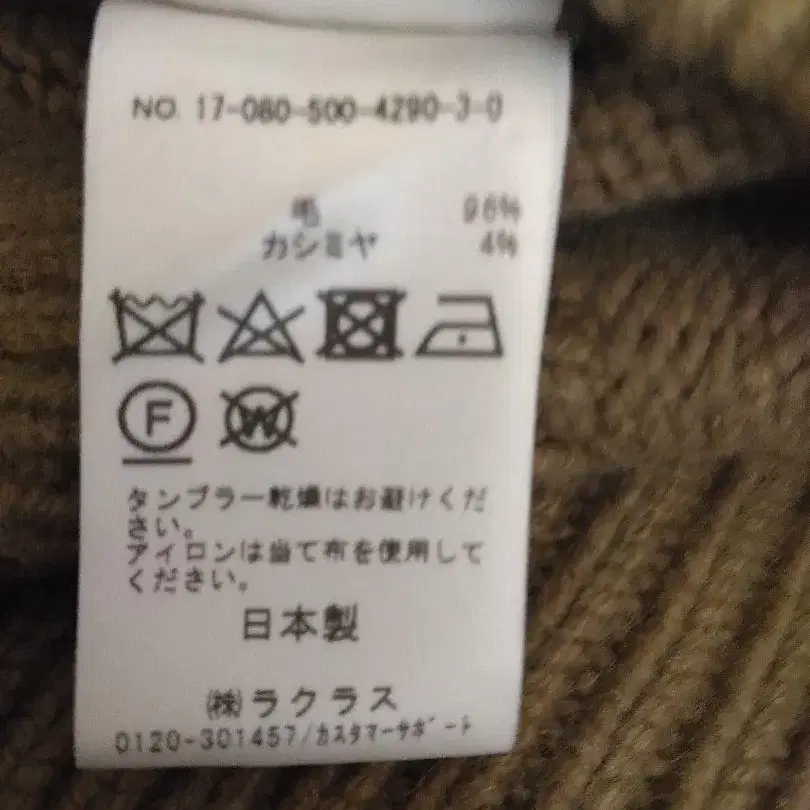 NO. 17-080-500-4290-3-0
毛 96%
カシミヤ 4%
F W
タンブラー乾燥はお避けくだ
さい。
アイロンは当て布を使用して
ください。
日本製
㈱ラクラス
0120-301457/カスタマーサポート